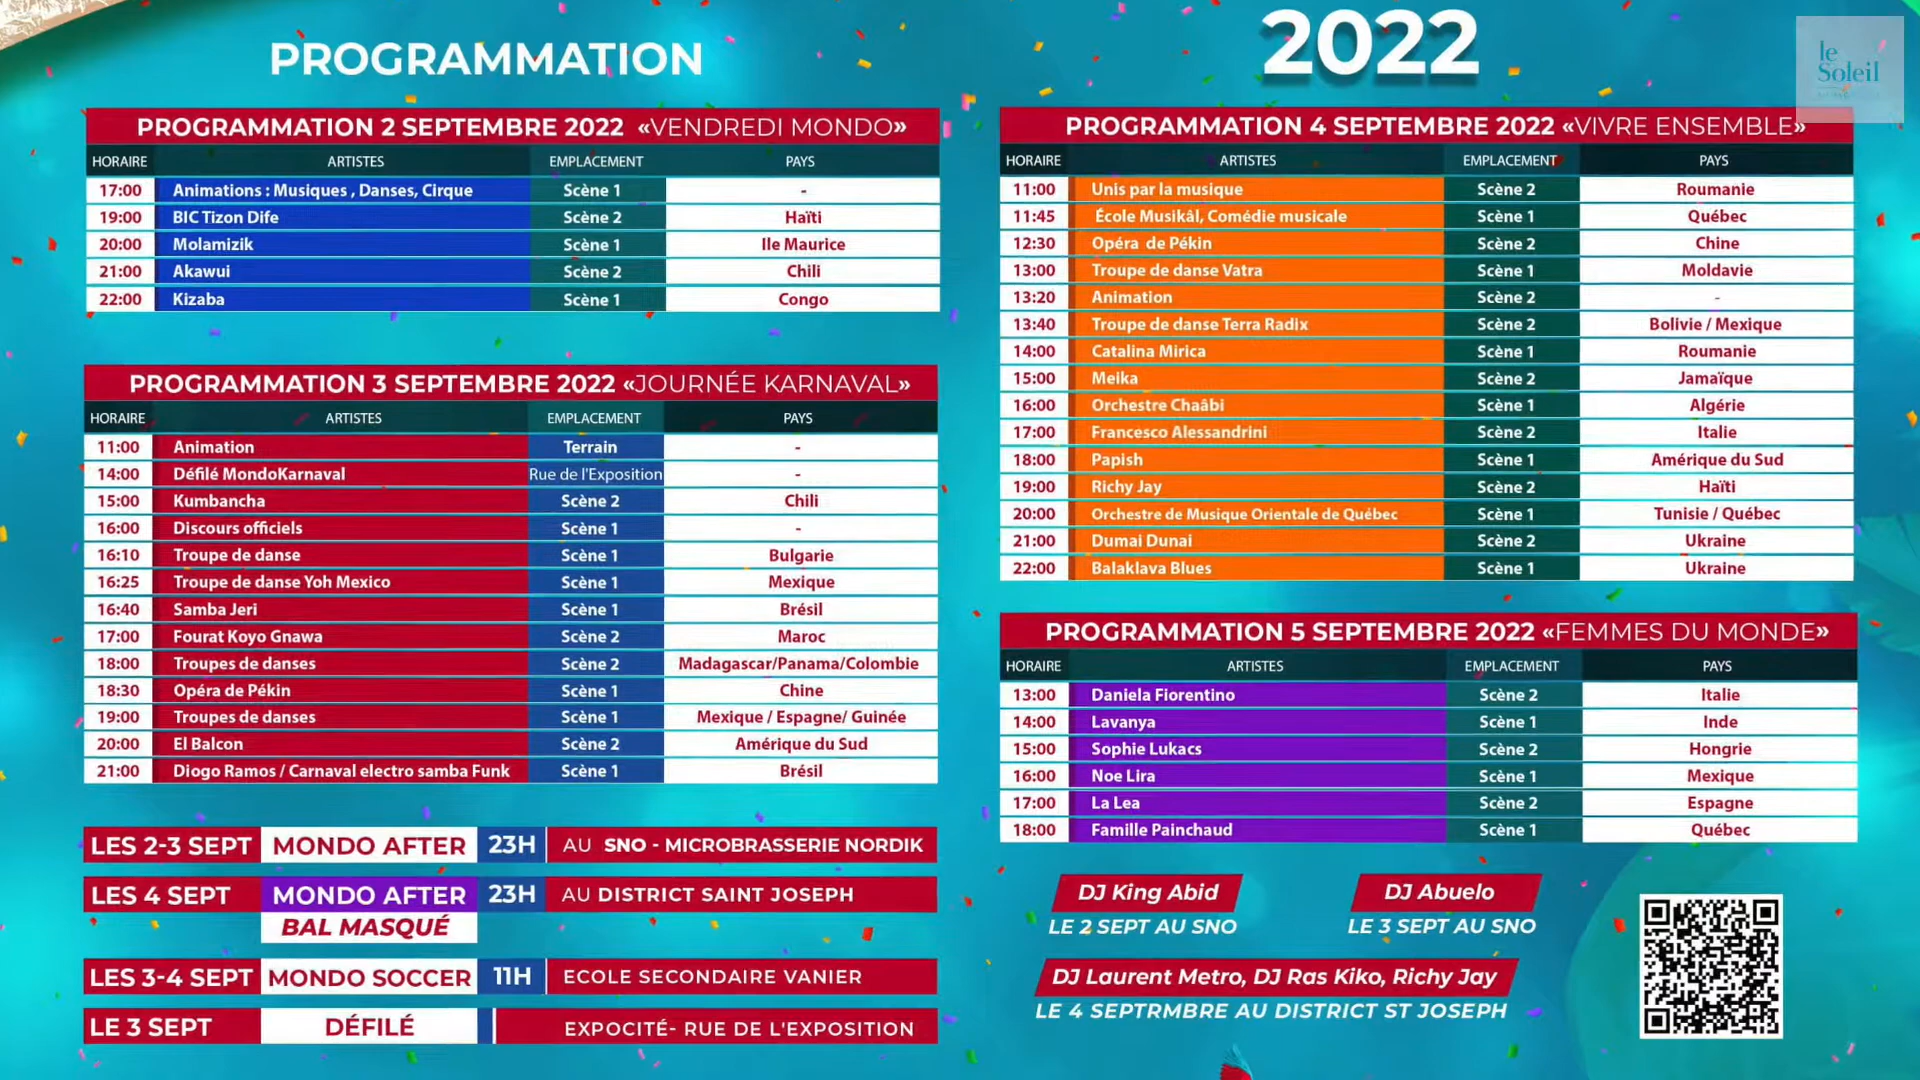 PROGRAMMATION
2022
le
Soleil
PROGRAMMATION 2 SEPTEMBRE 2022 «VENDREDI MONDO»
HORAIRE ARTISTES EMPLACEMENT PAYS
17:00 Animations : Musiques , Danses, Cirque Scène 1 -
19:00 BIC Tizon Dife Scène 2 Haïti
20:00 Molamizik Scène 1 Ile Maurice
21:00 Akawui Scène 2 Chili
22:00 Kizaba Scène 1 Congo
PROGRAMMATION 3 SEPTEMBRE 2022 «JOURNÉE KARNAVAL»
HORAIRE ARTISTES EMPLACEMENT PAYS
11:00 Animation Terrain -
14:00 Défilé MondoKarnaval Rue de l'Exposition -
15:00 Kumbancha Scène 2 Chili
16:00 Discours officiels Scène 1 -
16:10 Troupe de danse Scène 1 Bulgarie
16:25 Troupe de danse Yoh Mexico Scène 1 Mexique
16:40 Samba Jeri Scène 1 Brésil
17:00 Fourat Koyo Gnawa Scène 2 Maroc
18:00 Troupes de danses Scène 2 Madagascar/Panama/Colombie
18:30 Opéra de Pékin Scène 1 Chine
19:00 Troupes de danses Scène 1 Mexique / Espagne/ Guinée
20:00 El Balcon Scène 2 Amérique du Sud
21:00 Diogo Ramos / Carnaval electro samba Funk Scène 1 Brésil
LES 2-3 SEPT MONDO AFTER 23H AU SNO - MICROBRASSERIE NORDIK
LES 4 SEPT MONDO AFTER 23H AU DISTRICT SAINT JOSEPH
BAL MASQUÉ
LES 3-4 SEPT MONDO SOCCER 11H ECOLE SECONDAIRE VANIER
LE 3 SEPT DÉFILÉ EXPOCITÉ- RUE DE L'EXPOSITION
PROGRAMMATION 4 SEPTEMBRE 2022 «VIVRE ENSEMBLE»
HORAIRE ARTISTES EMPLACEMENT PAYS
11:00 Unis par la musique Scène 2 Roumanie
11:45 École Musikâl, Comédie musicale Scène 1 Québec
12:30 Opéra de Pékin Scène 2 Chine
13:00 Troupe de danse Vatra Scène 1 Moldavie
13:20 Animation Scène 2 -
13:40 Troupe de danse Terra Radix Scène 2 Bolivie / Mexique
14:00 Catalina Mirica Scène 1 Roumanie
15:00 Meika Scène 2 Jamaïque
16:00 Orchestre Chaâbi Scène 1 Algérie
17:00 Francesco Alessandrini Scène 2 Italie
18:00 Papish Scène 1 Amérique du Sud
19:00 Richy Jay Scène 2 Haïti
20:00 Orchestre de Musique Orientale de Québec Scène 1 Tunisie / Québec
21:00 Dumai Dunai Scène 2 Ukraine
22:00 Balaklava Blues Scène 1 Ukraine
PROGRAMMATION 5 SEPTEMBRE 2022 «FEMMES DU MONDE»
HORAIRE ARTISTES EMPLACEMENT PAYS
13:00 Daniela Fiorentino Scène 2 Italie
14:00 Lavanya Scène 1 Inde
15:00 Sophie Lukacs Scène 2 Hongrie
16:00 Noe Lira Scène 1 Mexique
17:00 La Lea Scène 2 Espagne
18:00 Famille Painchaud Scène 1 Québec
DJ King Abid DJ Abuelo
LE 2 SEPT AU SNO LE 3 SEPT AU SNO
DJ Laurent Metro, DJ Ras Kiko, Richy Jay
LE 4 SEPTRMBRE AU DISTRICT ST JOSEPH